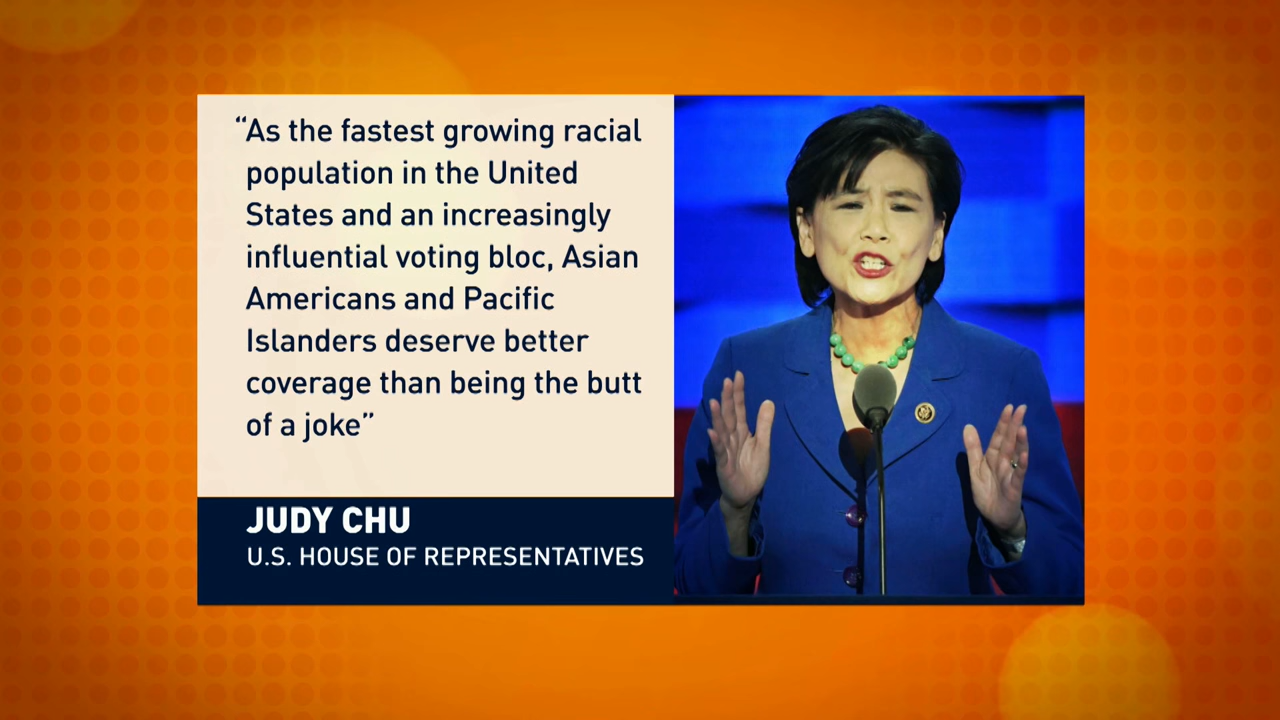 “As the fastest growing racial
population in the United
States and an increasingly
influential voting bloc, Asian
Americans and Pacific
Islanders deserve better
coverage than being the butt
of a joke”
JUDY CHU
U.S. HOUSE OF REPRESENTATIVES